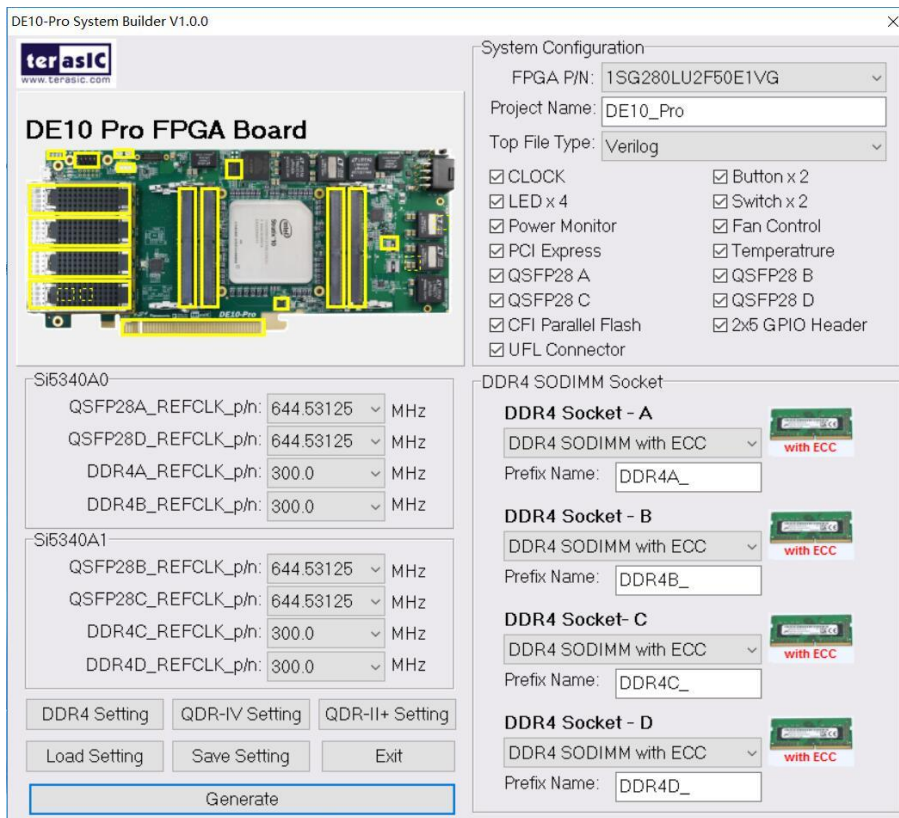 DE10-Pro System Builder V1.0.0
terasIC
www.terasic.com
DE10 Pro FPGA Board
DE10-Pro
System Configuration
FPGA P/N: 1SG280LU2F50E1VG
Project Name: DE10_Pro
Top File Type: Verilog
CLOCK Button x 2
LED x 4 Switch x 2
Power Monitor Fan Control
PCI Express Temperatrure
QSFP28 A QSFP28 B
QSFP28 C QSFP28 D
CFI Parallel Flash 2x5 GPIO Header
UFL Connector
Si5340A0
QSFP28A_REFCLK_p/n: 644.53125 MHz
QSFP28D_REFCLK_p/n: 644.53125 MHz
DDR4A_REFCLK_p/n: 300.0 MHz
DDR4B_REFCLK_p/n: 300.0 MHz
Si5340A1
QSFP28B_REFCLK_p/n: 644.53125 MHz
QSFP28C_REFCLK_p/n: 644.53125 MHz
DDR4C_REFCLK_p/n: 300.0 MHz
DDR4D_REFCLK_p/n: 300.0 MHz
DDR4 Setting QDR-IV Setting QDR-II+ Setting
Load Setting Save Setting Exit
Generate
DDR4 SODIMM Socket
DDR4 Socket - A
DDR4 SODIMM with ECC
with ECC
Prefix Name: DDR4A_
DDR4 Socket - B
DDR4 SODIMM with ECC
with ECC
Prefix Name: DDR4B_
DDR4 Socket- C
DDR4 SODIMM with ECC
with ECC
Prefix Name: DDR4C_
DDR4 Socket - D
DDR4 SODIMM with ECC
with ECC
Prefix Name: DDR4D_